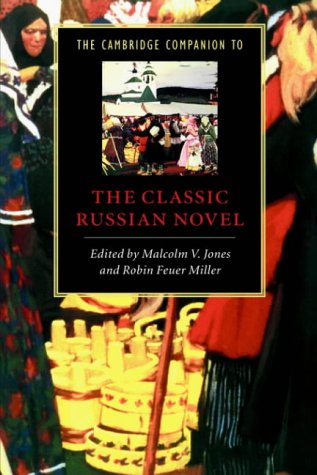 THE CAMBRIDGE COMPANION TO
THE CLASSIC
RUSSIAN NOVEL
Edited by Malcolm V. Jones
and Robin Feuer Miller